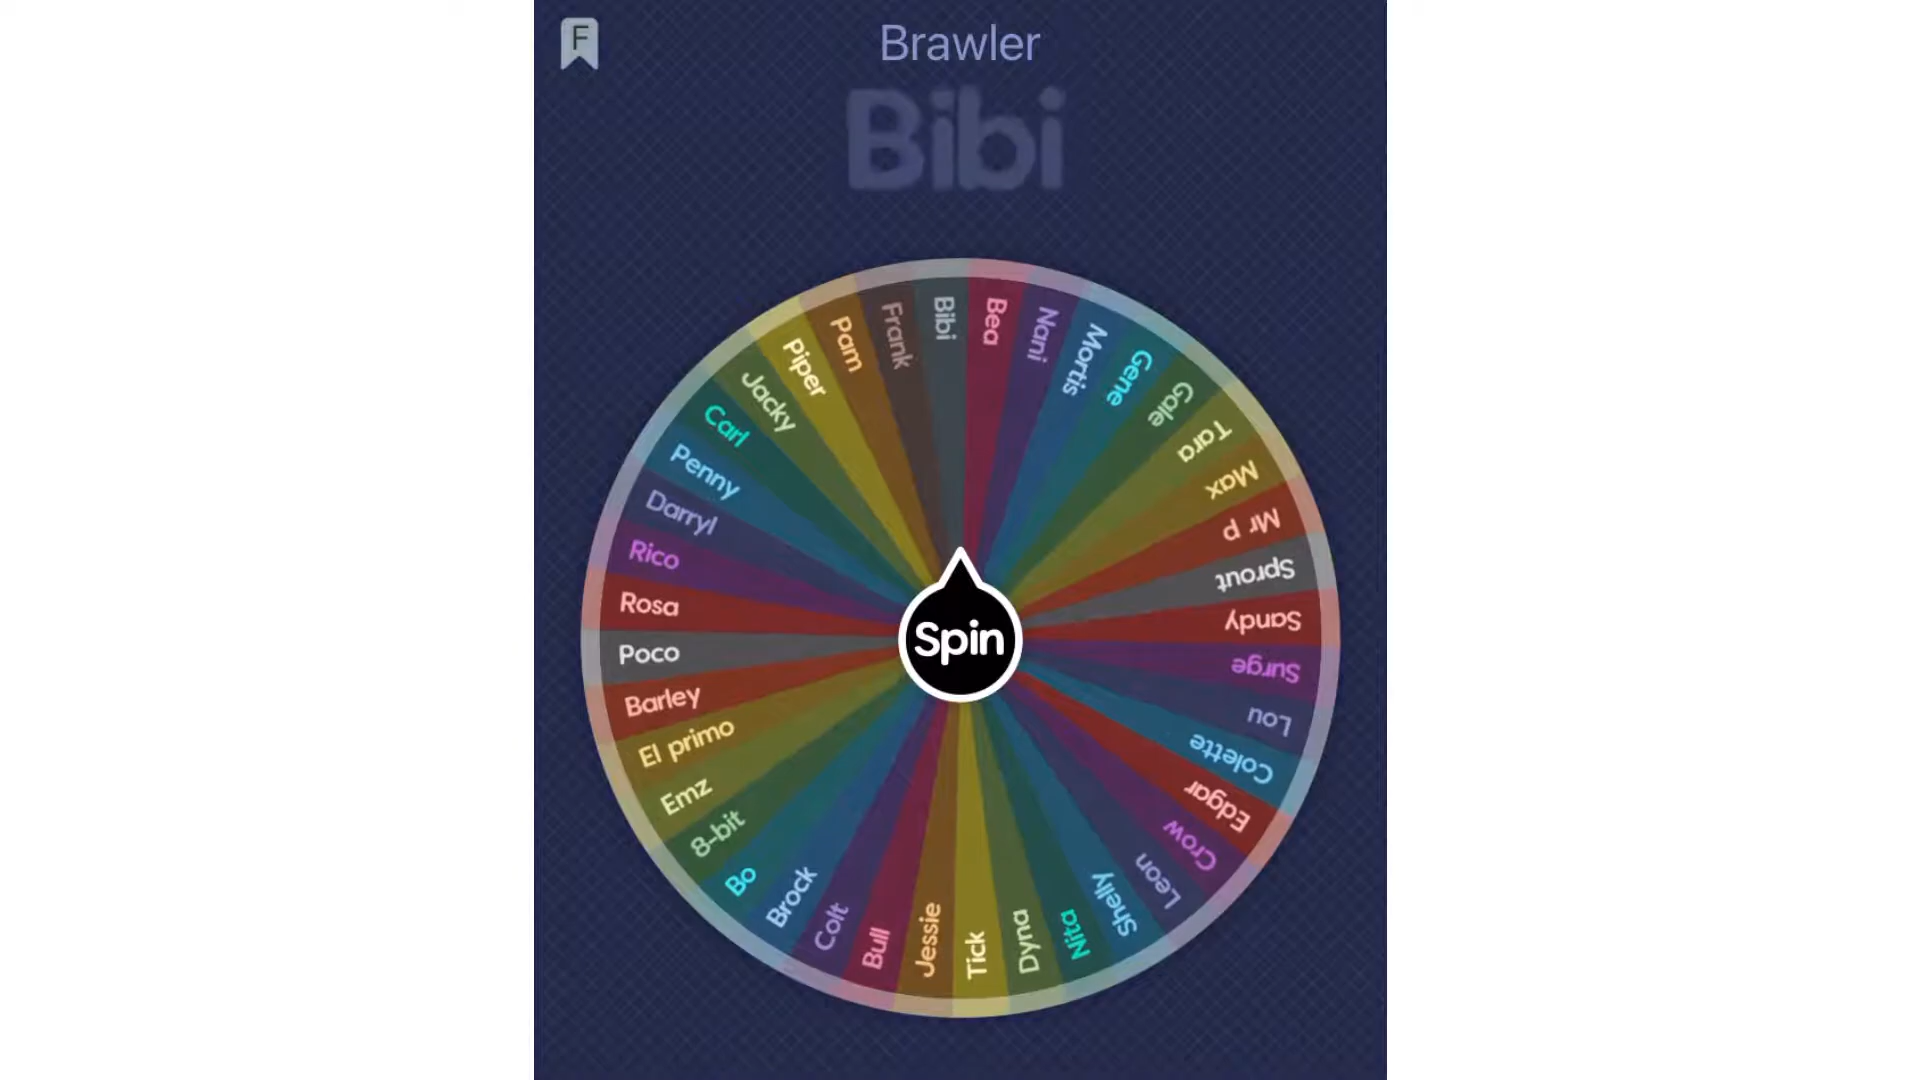 F
Brawler
Bibi
Bibi
Bea
Nani
Mortis
Gene
Gale
Tara
Max
Mr p
Sprout
Sandy
Surge
Lou
Colette
Edgar
Crow
Leon
Shelly
Nita
Dyna
Tick
Jessie
Bull
Colt
Brock
Bo
8-bit
Emz
El primo
Barley
Poco
Rosa
Rico
Darryl
Penny
Carl
Jacky
Piper
Pam
Frank
Spin